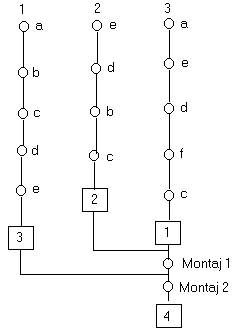 1 2 3
a e a
b d e
c b d
d c f
e c
2
3 1
Montaj 1
Montaj 2
4